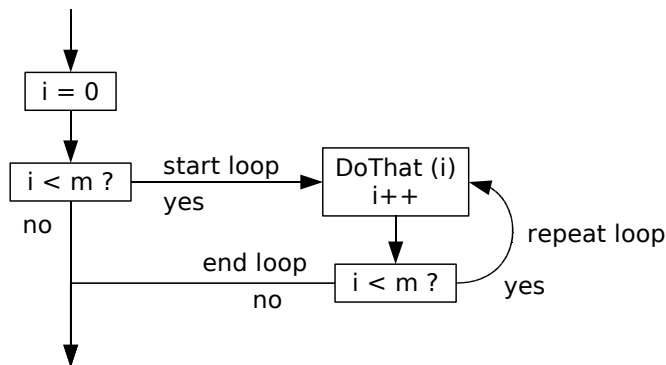 i = 0
i < m ?
start loop
yes
no
DoThat (i)
i++
repeat loop
end loop
no
i < m ?
yes